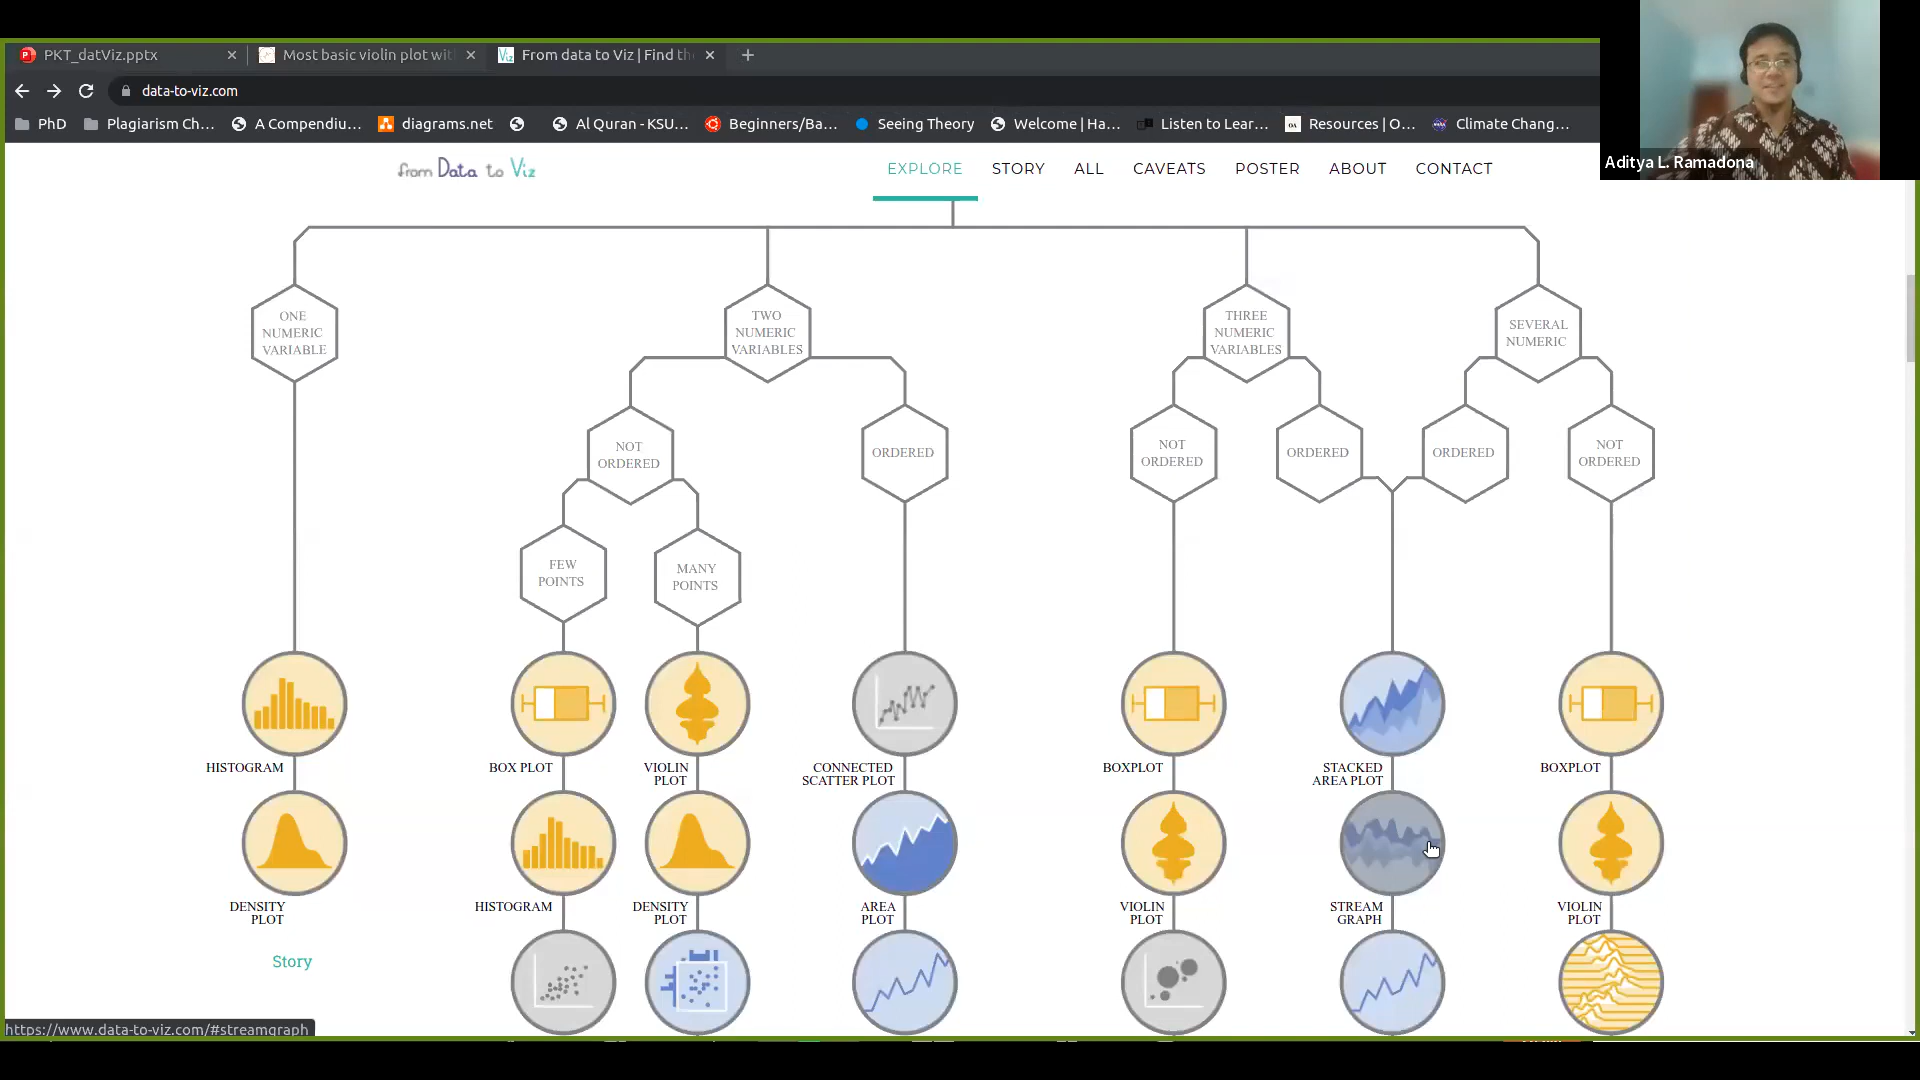 PKT_datViz.pptx
Most basic violin plot wit
From data to Viz | Find th
data-to-viz.com
PhD
Plagiarism Ch...
A Compendiu...
diagrams.net
Al Quran - KSU...
Beginners/Ba...
Seeing Theory
Welcome | Ha...
Listen to Lear...
Resources | O...
Climate Chang...
Aditya L. Ramadona
from Data to Viz
EXPLORE
STORY
ALL
CAVEATS
POSTER
ABOUT
CONTACT
ONE
NUMERIC
VARIABLE
TWO
NUMERIC
VARIABLES
THREE
NUMERIC
VARIABLES
SEVERAL
NUMERIC
NOT
ORDERED
ORDERED
NOT
ORDERED
ORDERED
ORDERED
NOT
ORDERED
FEW
POINTS
MANY
POINTS
HISTOGRAM
BOX PLOT
VIOLIN
PLOT
CONNECTED
SCATTER PLOT
BOXPLOT
STACKED
AREA PLOT
BOXPLOT
DENSITY
PLOT
HISTOGRAM
DENSITY
PLOT
AREA
PLOT
VIOLIN
PLOT
STREAM
GRAPH
VIOLIN
PLOT
Story
https://www.data-to-viz.com/#streamgraph